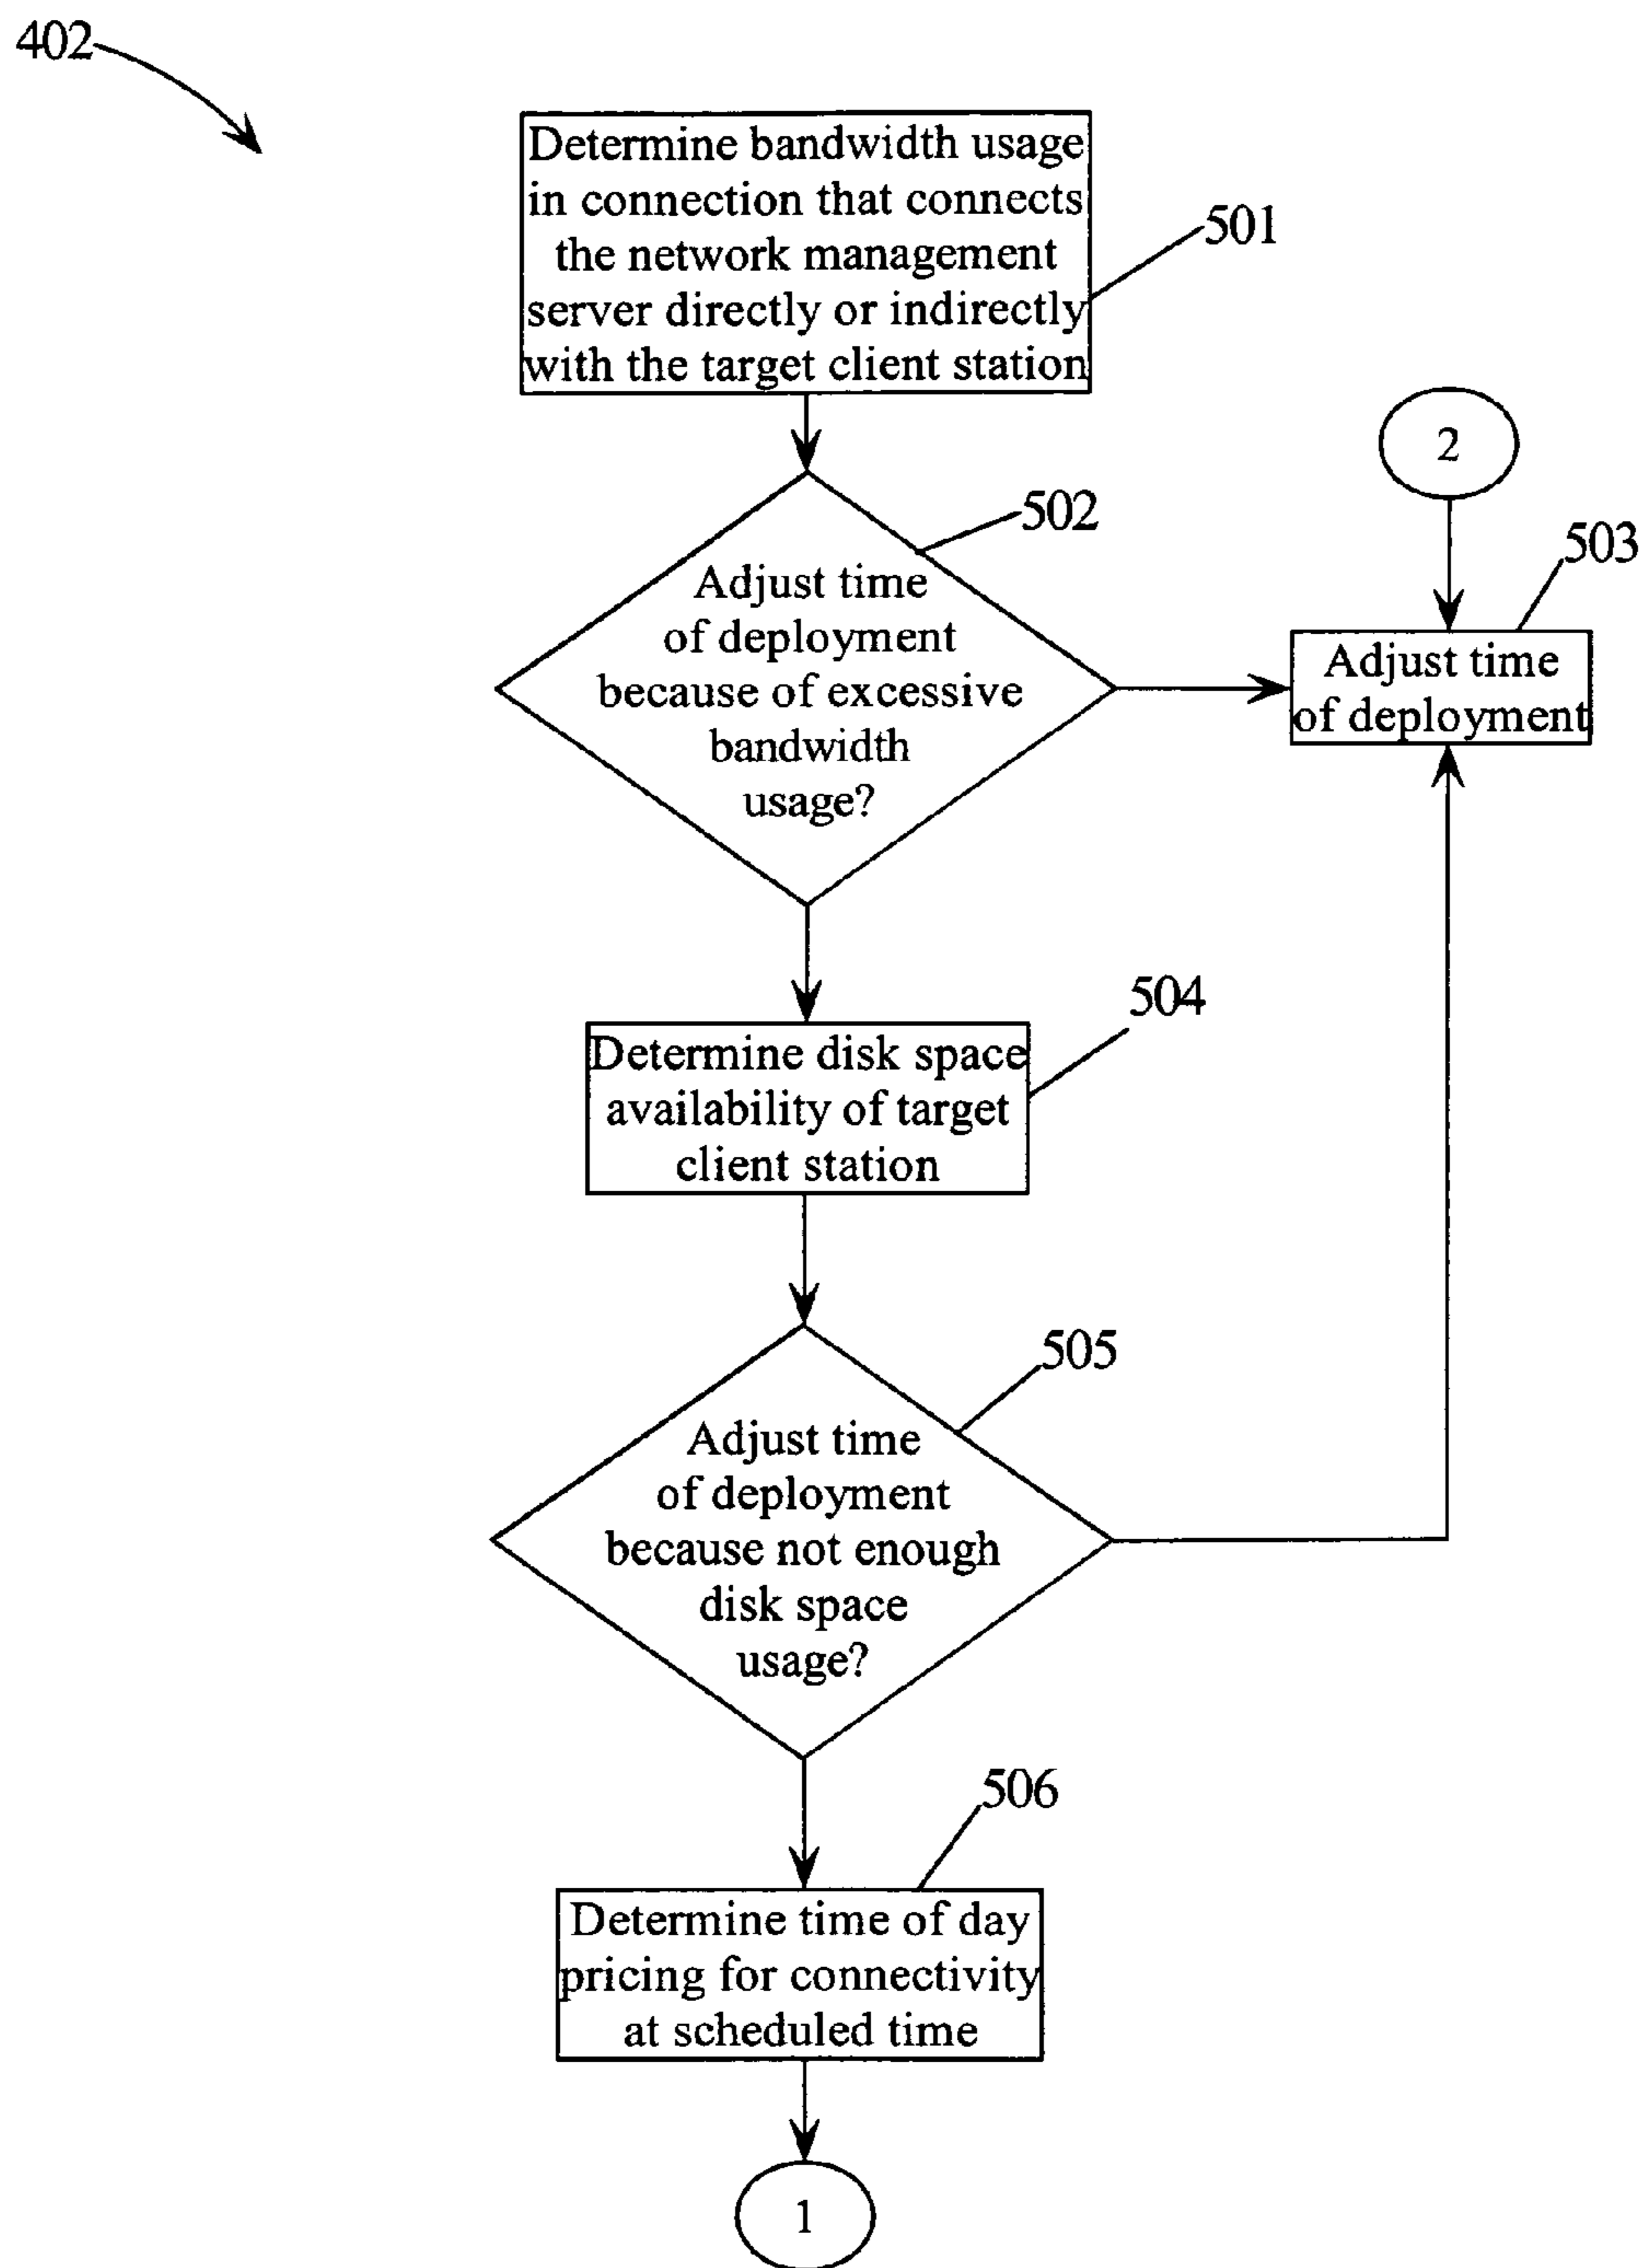 402
Determine bandwidth usage
in connection that connects
the network management
server directly or indirectly
with the target client station
501
2
502
503
Adjust time
of deployment
because of excessive
bandwidth
usage?
Adjust time
of deployment
504
Determine disk space
availability of target
client station
505
Adjust time
of deployment
because not enough
disk space
usage?
506
Determine time of day
pricing for connectivity
at scheduled time
1